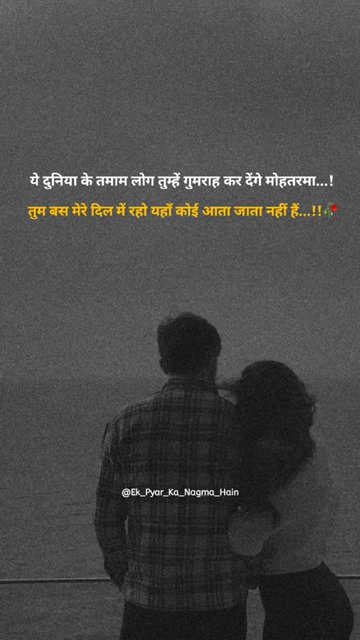 ये दुनिया के तमाम लोग तुम्हें गुमराह कर देंगे मोहतरमा...!
तुम बस मेरे दिल में रहो यहाँ कोई आता जाता नहीं हैं...!!🥀
@Ek_Pyar_Ka_Nagma_Hain